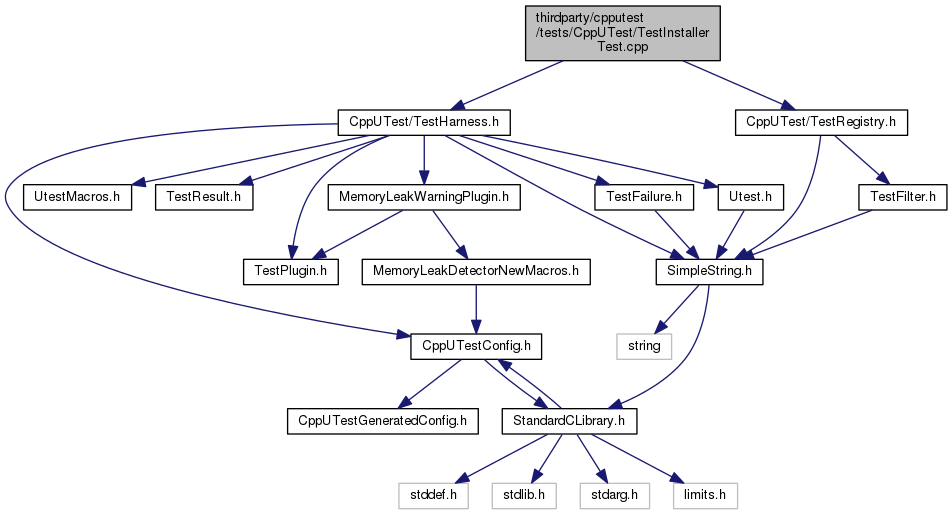 thirdparty/cpputest
/tests/CppUTest/TestInstaller
Test.cpp
CppUTest/TestHarness.h
CppUTest/TestRegistry.h
UtestMacros.h
TestResult.h
MemoryLeakWarningPlugin.h
TestFailure.h
Utest.h
TestFilter.h
TestPlugin.h
MemoryLeakDetectorNewMacros.h
SimpleString.h
CppUTestConfig.h
string
CppUTestGeneratedConfig.h
StandardCLibrary.h
stddef.h
stdlib.h
stdarg.h
limits.h